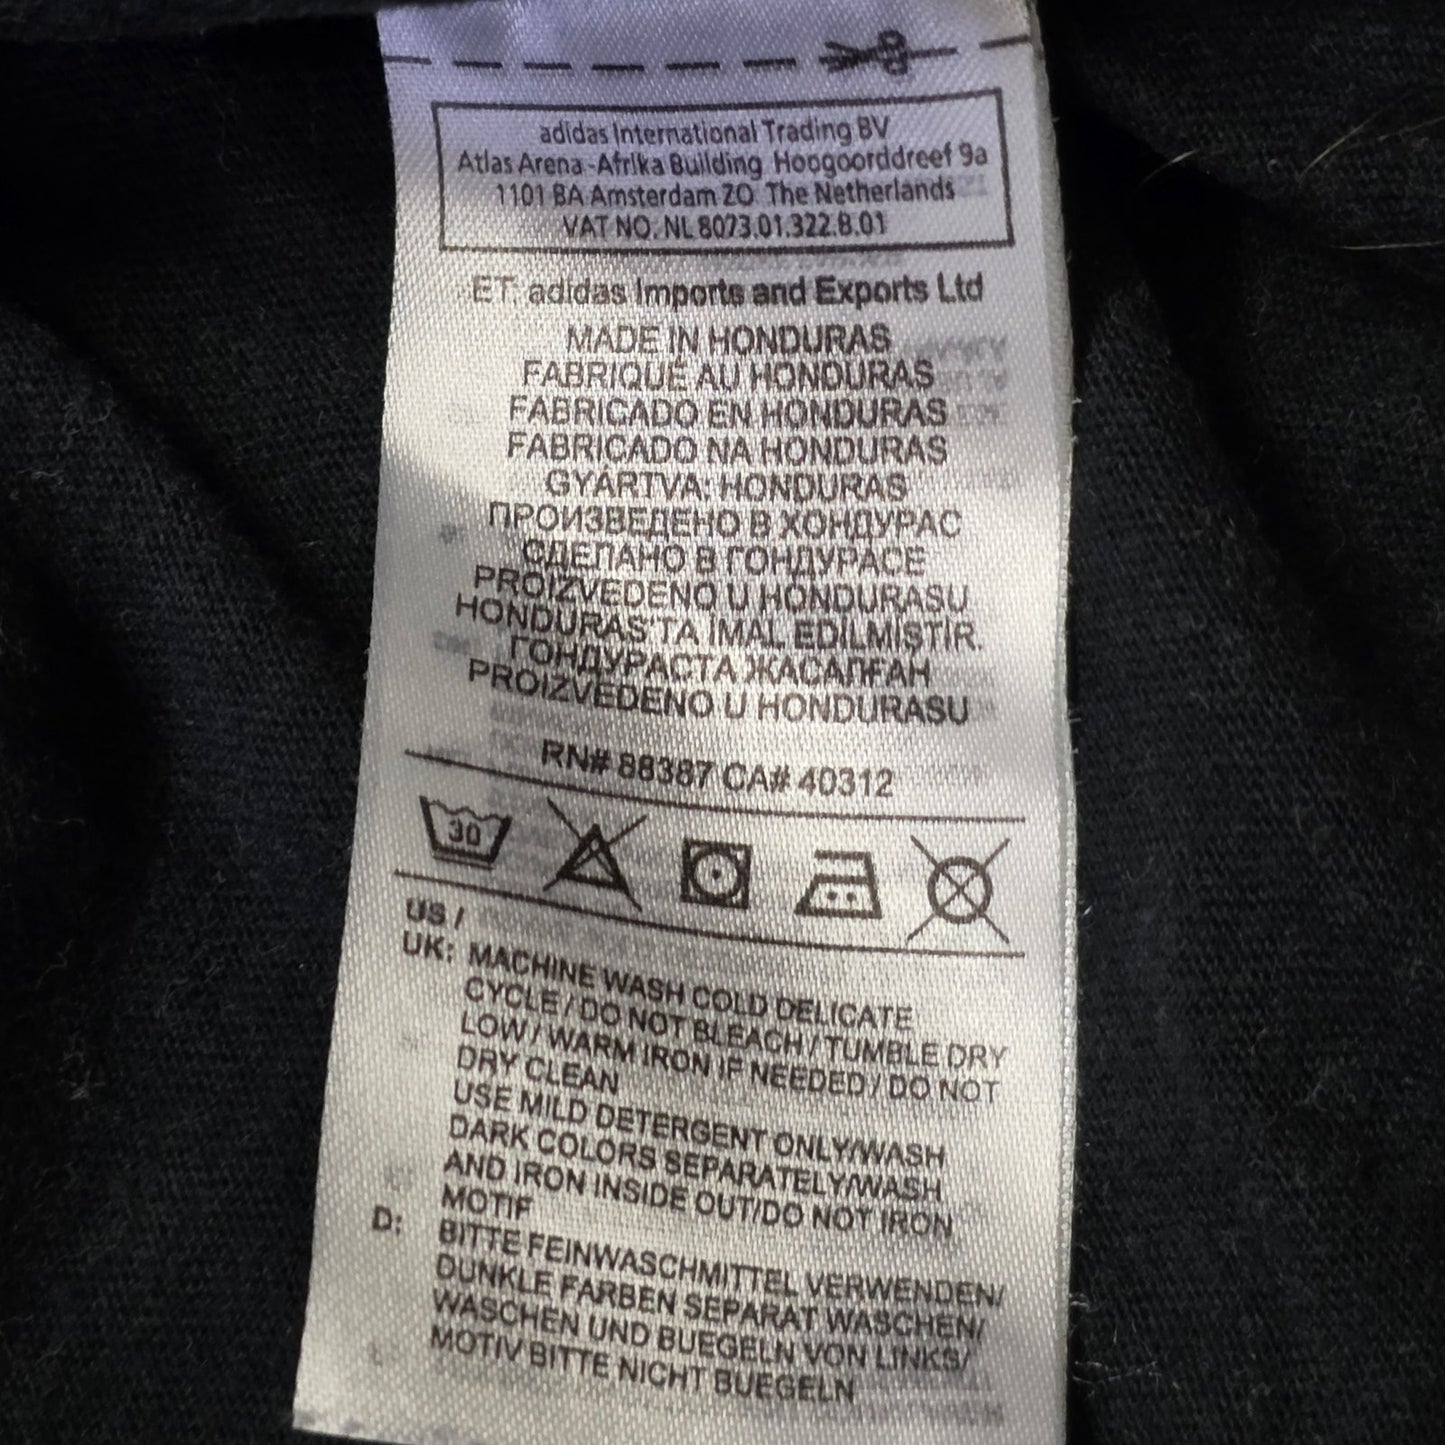 adidas International Trading BV
Atlas Arena -Afrika Building Hoogoorddreef 9a
1101 BA Amsterdam ZO The Netherlands
VAT NO. NL 8073.01.322.B.01
ET: adidas Imports and Exports Ltd
MADE IN HONDURAS
FABRIQUÉ AU HONDURAS
FABRICADO EN HONDURAS
FABRICADO NA HONDURAS
GYÁRTVA: HONDURAS
ПРОИЗВЕДЕНО В ХОНДУРАС
СДЕЛАНО В ГОНДУРАСЕ
PROIZVEDENO U HONDURASU
HONDURAS'TA İMAL EDİLMİŞTİR.
ГОНДУРАСТА ЖАСАЛҒАН
PROIZVEDENO U HONDURASU
RN# 88387 CA# 40312
30
US /
UK: MACHINE WASH COLD DELICATE
CYCLE / DO NOT BLEACH / TUMBLE DRY
LOW / WARM IRON IF NEEDED / DO NOT
DRY CLEAN
USE MILD DETERGENT ONLY/WASH
DARK COLORS SEPARATELY/WASH
AND IRON INSIDE OUT/DO NOT IRON
MOTIF
D: BITTE FEINWASCHMITTEL VERWENDEN/
DUNKLE FARBEN SEPARAT WASCHEN/
WASCHEN UND BUEGELN VON LINKS/
MOTIV BITTE NICHT BUEGELN